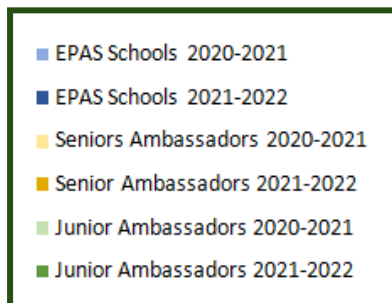 EPAS Schools 2020-2021
EPAS Schools 2021-2022
Seniors Ambassadors 2020-2021
Senior Ambassadors 2021-2022
Junior Ambassadors 2020-2021
Junior Ambassadors 2021-2022